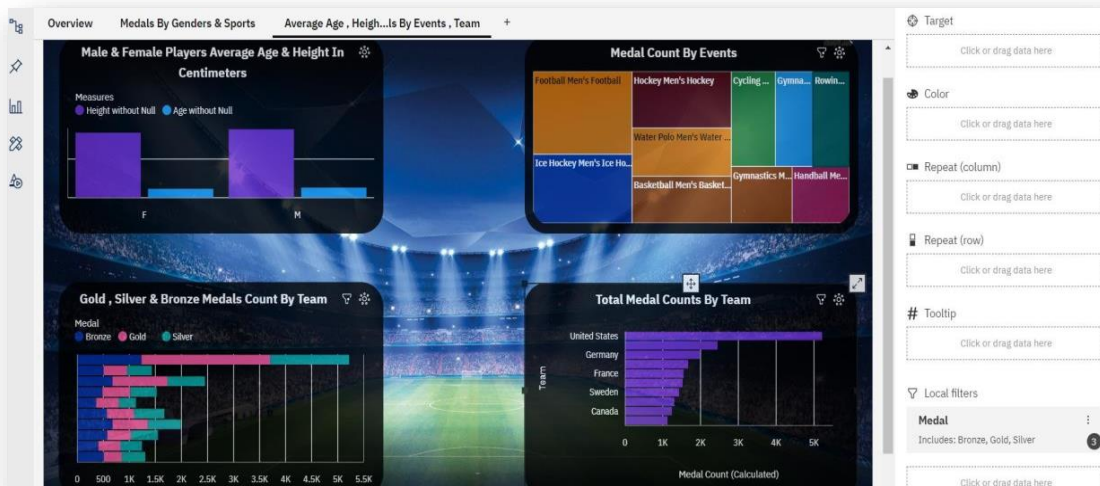 Overview
Medals By Genders & Sports
Average Age , Heigh...ls By Events , Team
+
Male & Female Players Average Age & Height In
Centimeters
Measures
Height without Null
Age without Null
F
M
Medal Count By Events
Football Men's Football
Hockey Men's Hockey
Cycling ...
Gymna...
Rowin...
Water Polo Men's Water ...
Ice Hockey Men's Ice Ho...
Basketball Men's Basket...
Gymnastics M...
Handball Me...
Gold , Silver & Bronze Medals Count By Team
Medal
Bronze
Gold
Silver
0 500 1K 1.5K 2K 2.5K 3K 3.5K 4K 4.5K 5K 5.5K
Total Medal Counts By Team
Team
United States
Germany
France
Sweden
Canada
0 1K 2K 3K 4K 5K
Medal Count (Calculated)
Target
Click or drag data here
Color
Click or drag data here
Repeat (column)
Click or drag data here
Repeat (row)
Click or drag data here
Tooltip
Click or drag data here
Local filters
Medal
Includes: Bronze, Gold, Silver
3
Click or drag data here